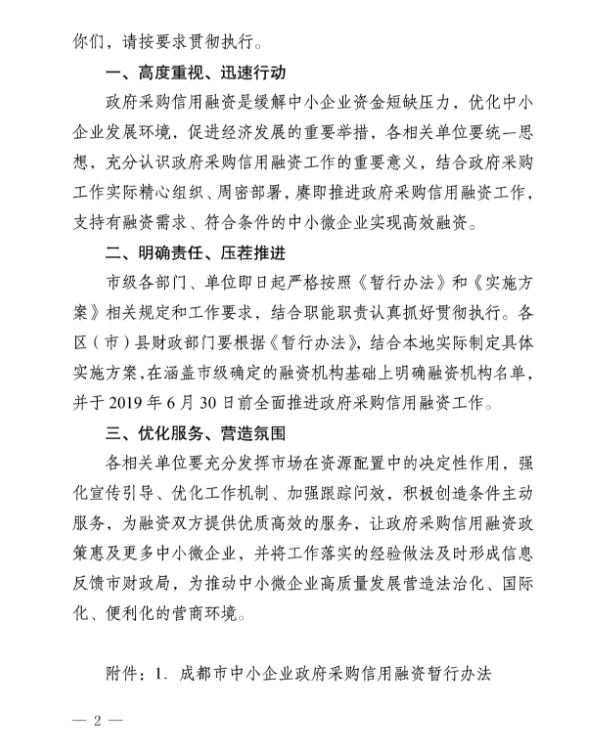 你们，请按要求贯彻执行。
一、高度重视、迅速行动
政府采购信用融资是缓解中小企业资金短缺压力，优化中小
企业发展环境，促进经济发展的重要举措，各相关单位要统一思
想，充分认识政府采购信用融资工作的重要意义，结合政府采购
工作实际精心组织、周密部署，赓即推进政府采购信用融资工作，
支持有融资需求、符合条件的中小微企业实现高效融资。
二、明确责任、压茬推进
市级各部门、单位即日起严格按照《暂行办法》和《实施方
案》相关规定和工作要求，结合职能职责认真抓好贯彻执行。各
区（市）县财政部门要根据《暂行办法》，结合本地实际制定具体
实施方案，在涵盖市级确定的融资机构基础上明确融资机构名单，
并于 2019 年 6 月 30 日前全面推进政府采购信用融资工作。
三、优化服务、营造氛围
各相关单位要充分发挥市场在资源配置中的决定性作用，强
化宣传引导、优化工作机制、加强跟踪问效，积极创造条件主动
服务，为融资双方提供优质高效的服务，让政府采购信用融资政
策惠及更多中小微企业，并将工作落实的经验做法及时形成信息
反馈市财政局，为推动中小微企业高质量发展营造法治化、国际
化、便利化的营商环境。
附件：1．成都市中小企业政府采购信用融资暂行办法
— 2 —